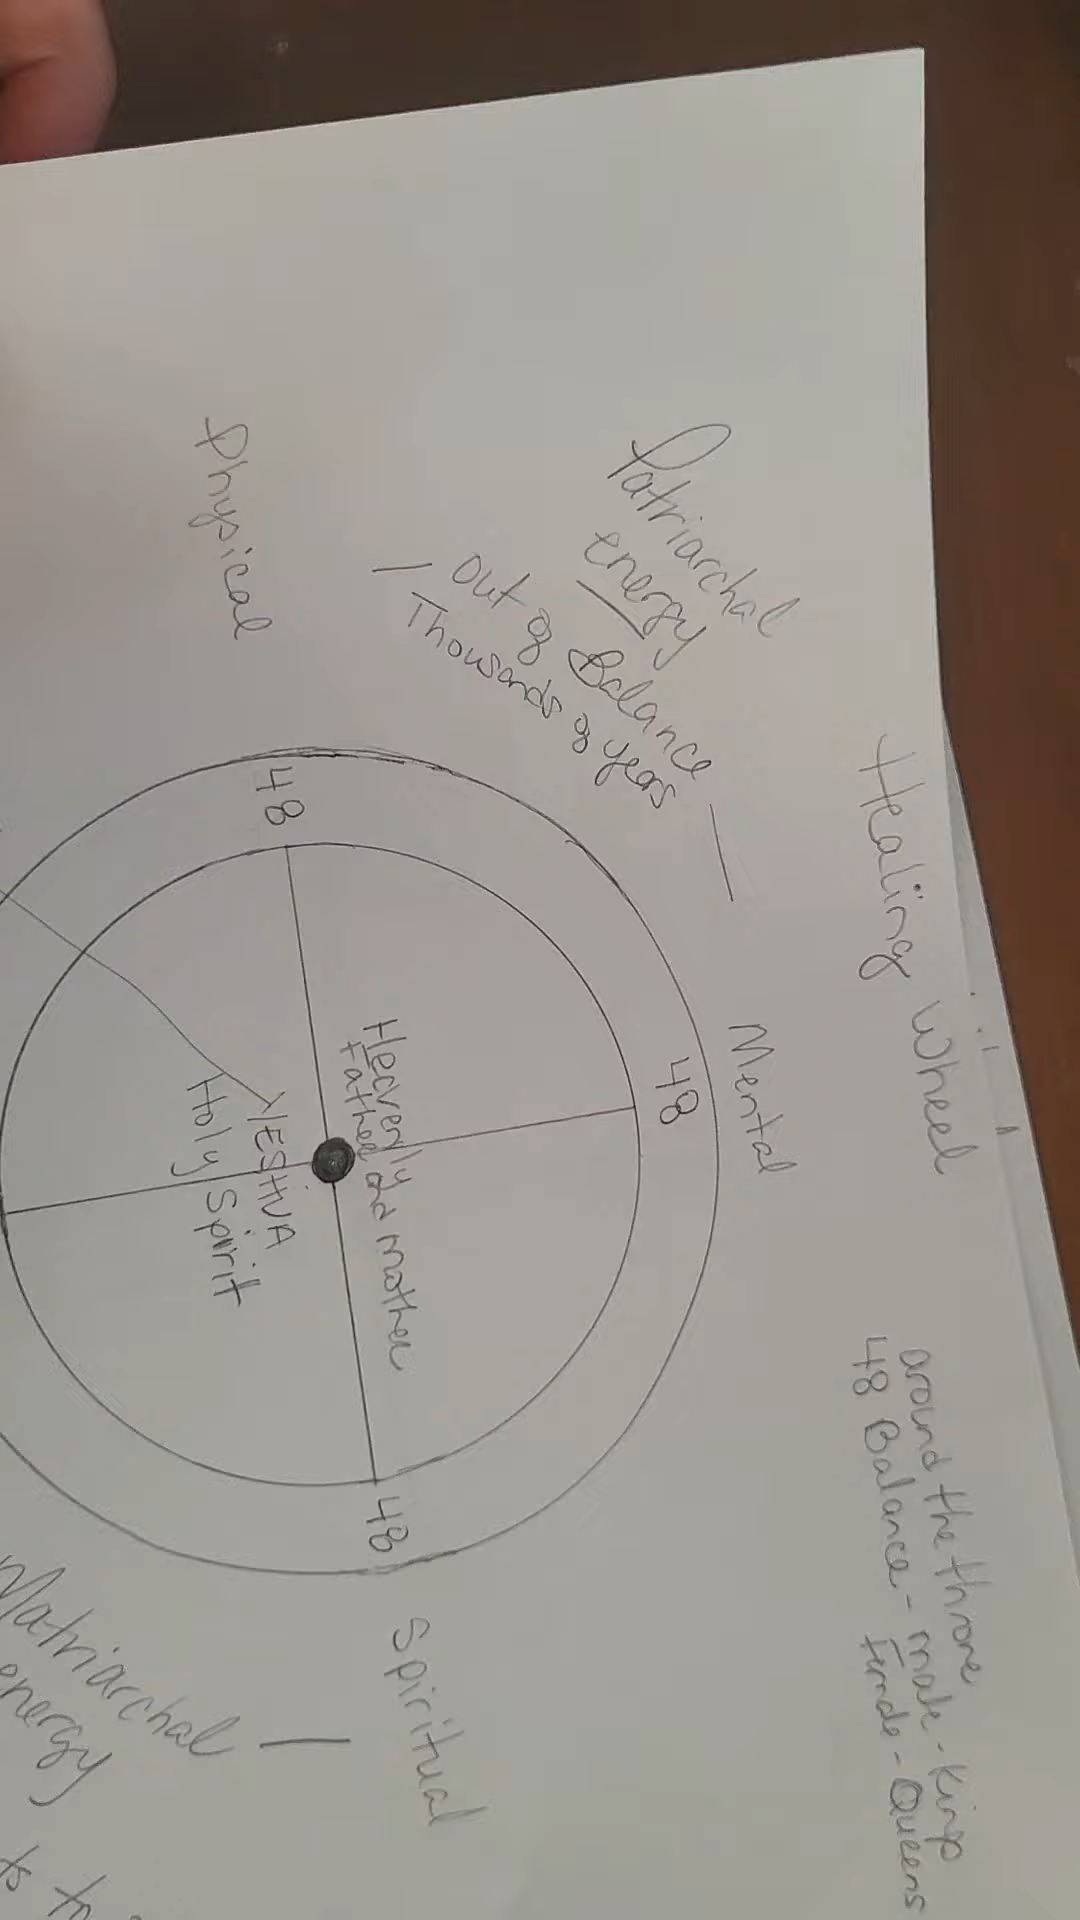 Healing Wheel
around the throne
48 Balance - male - Kings
female - Queens
Mental
48
Patriarchal
energy
Out of Balance
Thousands of years
Physical
48
Heavenly
Father and Mother
YESHUA
Holy Spirit
48
Spiritual
Matriarchal
energy